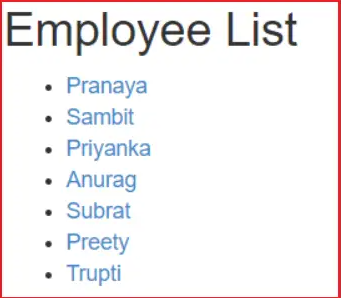 Employee List
Pranaya
Sambit
Priyanka
Anurag
Subrat
Preety
Trupti